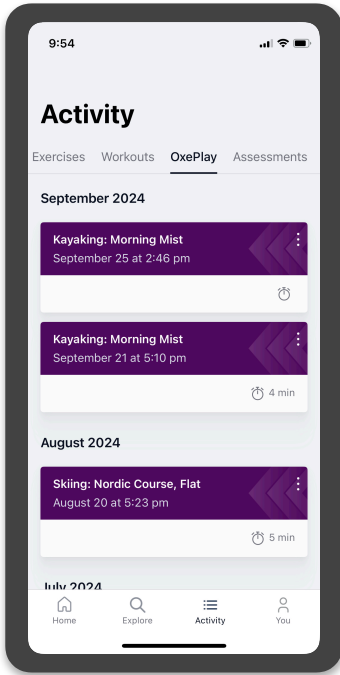 9:54
Activity
Exercises Workouts OxePlay Assessments
September 2024
Kayaking: Morning Mist
September 25 at 2:46 pm
Kayaking: Morning Mist
September 21 at 5:10 pm
4 min
August 2024
Skiing: Nordic Course, Flat
August 20 at 5:23 pm
5 min
July 2024
Home Explore Activity You